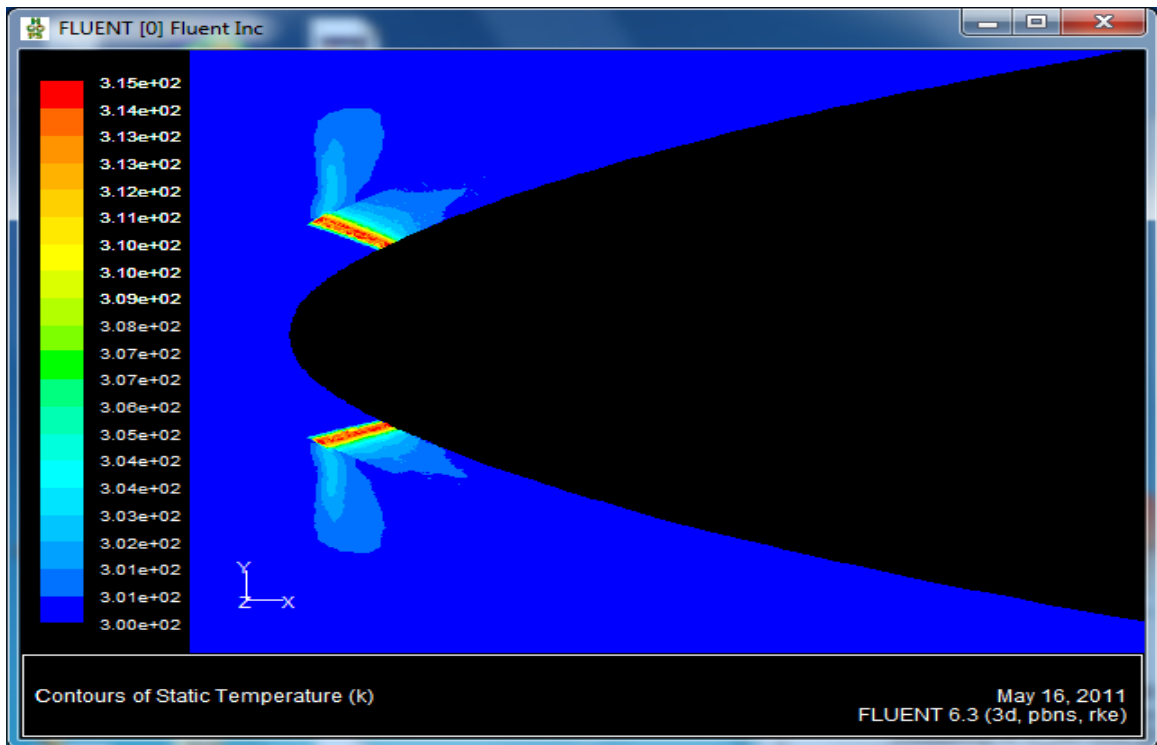 FLUENT [0] Fluent Inc
3.15e+02
3.14e+02
3.13e+02
3.13e+02
3.12e+02
3.11e+02
3.10e+02
3.10e+02
3.09e+02
3.08e+02
3.07e+02
3.07e+02
3.06e+02
3.05e+02
3.04e+02
3.04e+02
3.03e+02
3.02e+02
3.01e+02
3.01e+02
3.00e+02
Y
Z X
Contours of Static Temperature (k)
May 16, 2011
FLUENT 6.3 (3d, pbns, rke)